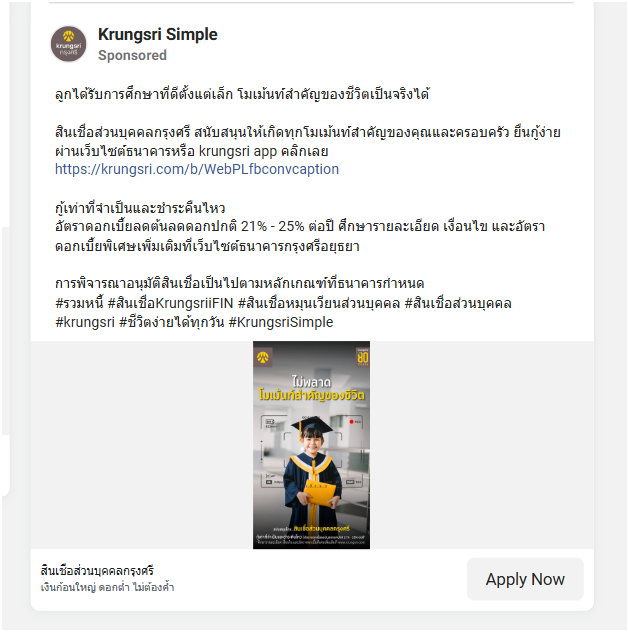 Krungsri Simple
Sponsored
krungsri
กรุงศรี
ลูกได้รับการศึกษาที่ดีตั้งแต่เล็ก โมเม้นท์สำคัญของชีวิตเป็นจริงได้
สินเชื่อส่วนบุคคลกรุงศรี สนับสนุนให้เกิดทุกโมเม้นท์สำคัญของคุณและครอบครัว ยื่นกู้ง่าย
ผ่านเว็บไซต์ธนาคารหรือ krungsri app คลิกเลย
https://krungsri.com/b/WebPLfbconvcaption
กู้เท่าที่จำเป็นและชำระคืนไหว
อัตราดอกเบี้ยลดต้นลดดอกปกติ 21% - 25% ต่อปี ศึกษารายละเอียด เงื่อนไข และอัตรา
ดอกเบี้ยพิเศษเพิ่มเติมที่เว็บไซต์ธนาคารกรุงศรีอยุธยา
การพิจารณาอนุมัติสินเชื่อเป็นไปตามหลักเกณฑ์ที่ธนาคารกำหนด
#รวมหนี้ #สินเชื่อKrungsriiFIN #สินเชื่อหมุนเวียนส่วนบุคคล #สินเชื่อส่วนบุคคล
#krungsri #ชีวิตง่ายได้ทุกวัน #KrungsriSimple
ไม่พลาด
โมเม้นท์สำคัญของชีวิต
สินเชื่อส่วนบุคคลกรุงศรี
สินเชื่อส่วนบุคคลกรุงศรี
เงินก้อนใหญ่ ดอกต่ำ ไม่ต้องค้ำ
Apply Now